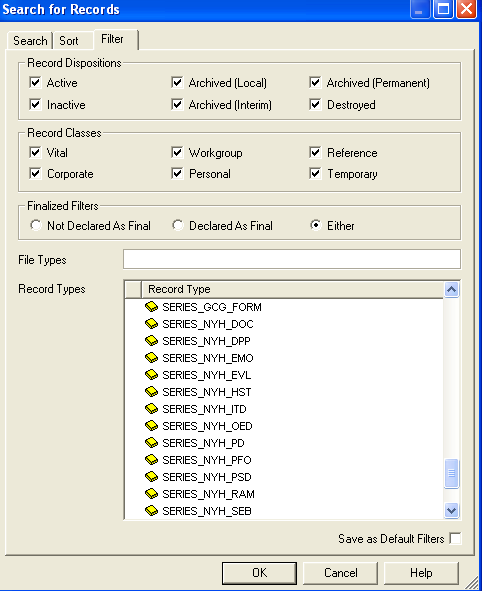 Search for Records
Search Sort Filter
Record Dispositions
Active Archived (Local) Archived (Permanent)
Inactive Archived (Interim) Destroyed
Record Classes
Vital Workgroup Reference
Corporate Personal Temporary
Finalized Filters
Not Declared As Final Declared As Final Either
File Types
Record Types Record Type
SERIES_GCG_FORM
SERIES_NYH_DOC
SERIES_NYH_DPP
SERIES_NYH_EMO
SERIES_NYH_EVL
SERIES_NYH_HST
SERIES_NYH_ITD
SERIES_NYH_OED
SERIES_NYH_PD
SERIES_NYH_PFO
SERIES_NYH_PSD
SERIES_NYH_RAM
SERIES_NYH_SEB
Save as Default Filters
OK Cancel Help